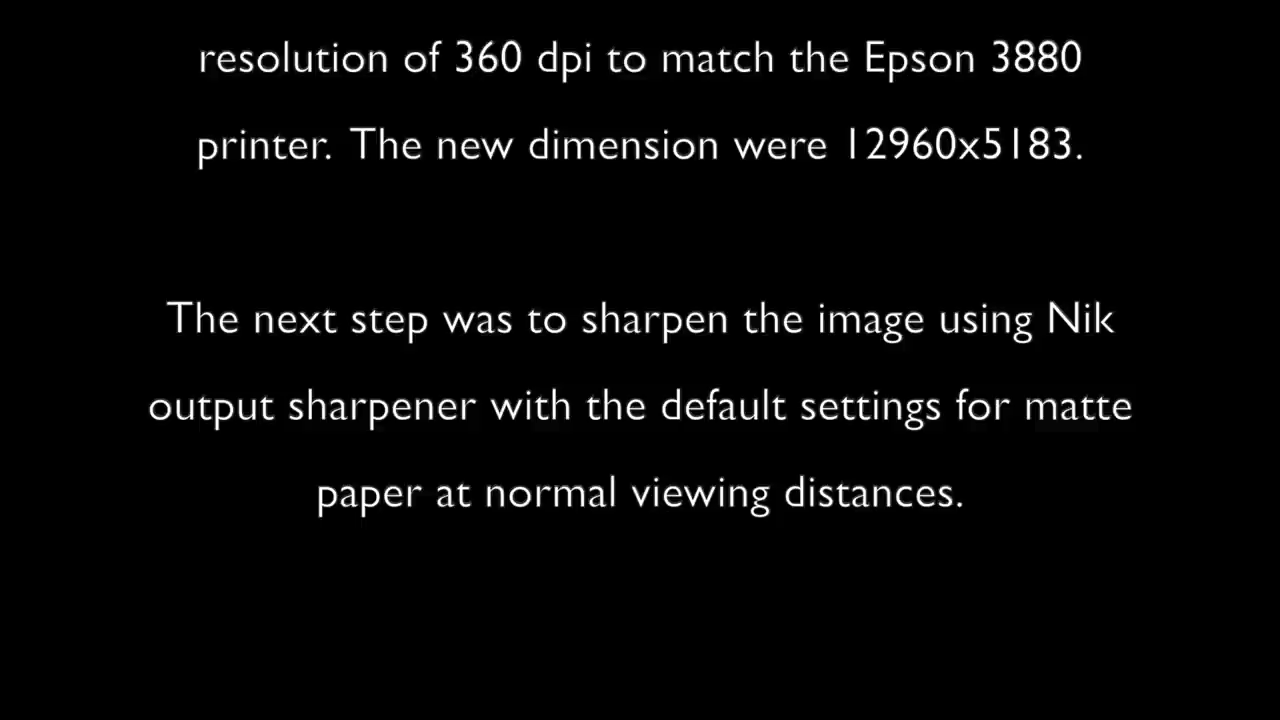 resolution of 360 dpi to match the Epson 3880
printer. The new dimension were 12960x5183.
The next step was to sharpen the image using Nik
output sharpener with the default settings for matte
paper at normal viewing distances.